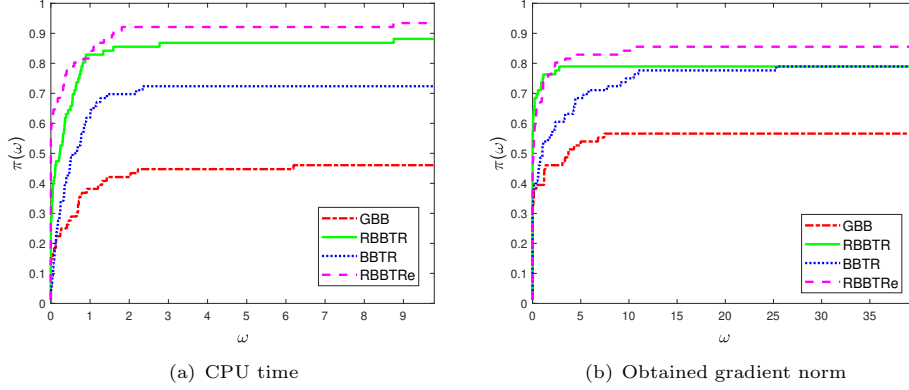 1
0.9
0.8
0.7
0.6
0.5
0.4
0.3
0.2
0.1
0
π(ω)
0 1 2 3 4 5 6 7 8 9
ω
GBB
RBBTR
BBTR
RBBTRe
(a) CPU time
1
0.9
0.8
0.7
0.6
0.5
0.4
0.3
0.2
0.1
0
π(ω)
0 5 10 15 20 25 30 35
ω
GBB
RBBTR
BBTR
RBBTRe
(b) Obtained gradient norm